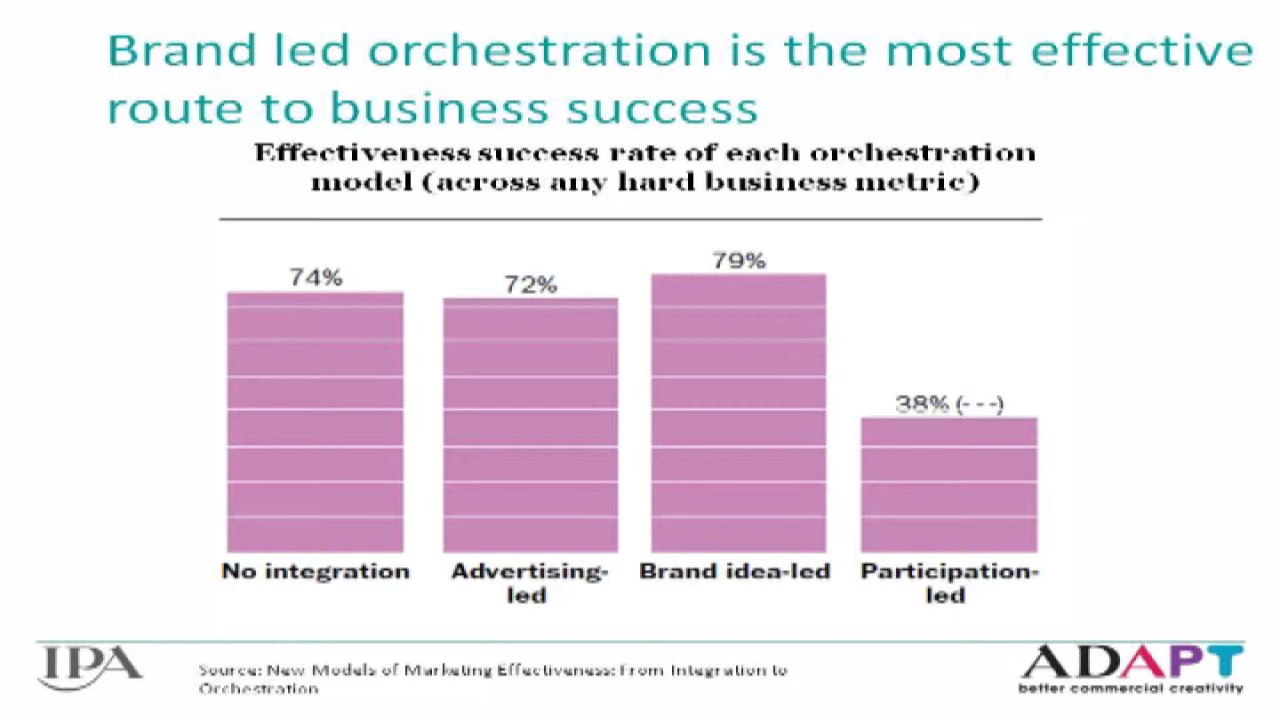 Brand led orchestration is the most effective
route to business success
Effectiveness success rate of each orchestration
model (across any hard business metric)
74%
72%
79%
38% (---)
No integration
Advertising-
led
Brand idea-led
Participation-
led
IPA
Source: New Models of Marketing Effectiveness: From Integration to
Orchestration
ADAPT
better commercial creativity